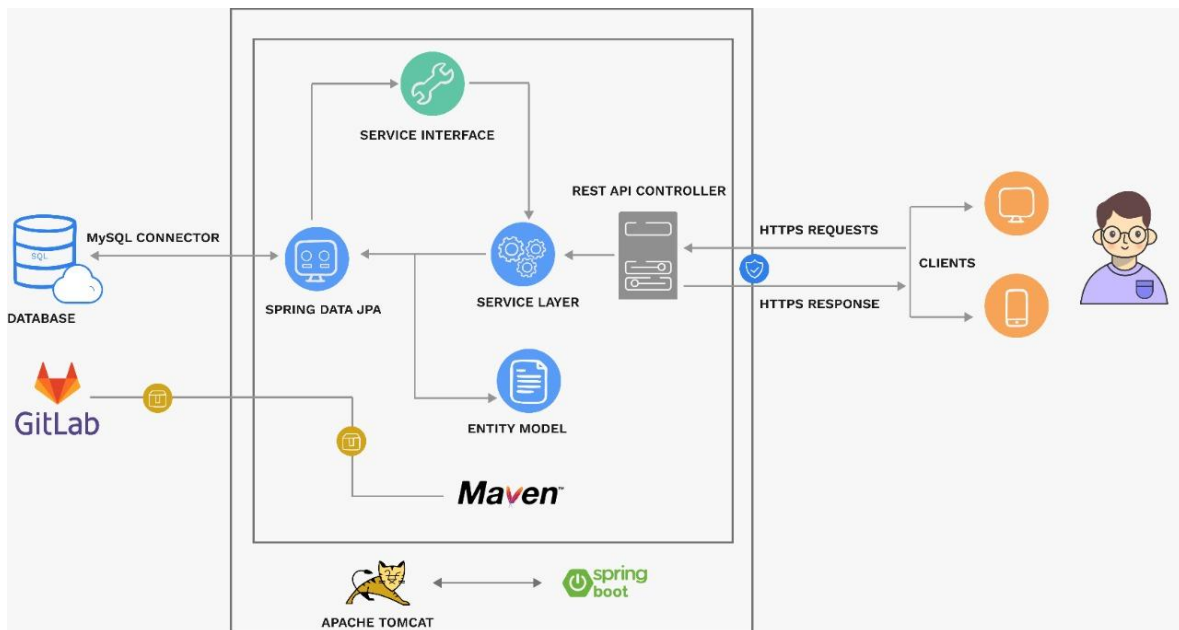 SERVICE INTERFACE
REST API CONTROLLER
MySQL CONNECTOR
SQL
DATABASE
SPRING DATA JPA
SERVICE LAYER
HTTPS REQUESTS
CLIENTS
HTTPS RESPONSE
GitLab
ENTITY MODEL
Maven™
APACHE TOMCAT
spring
boot